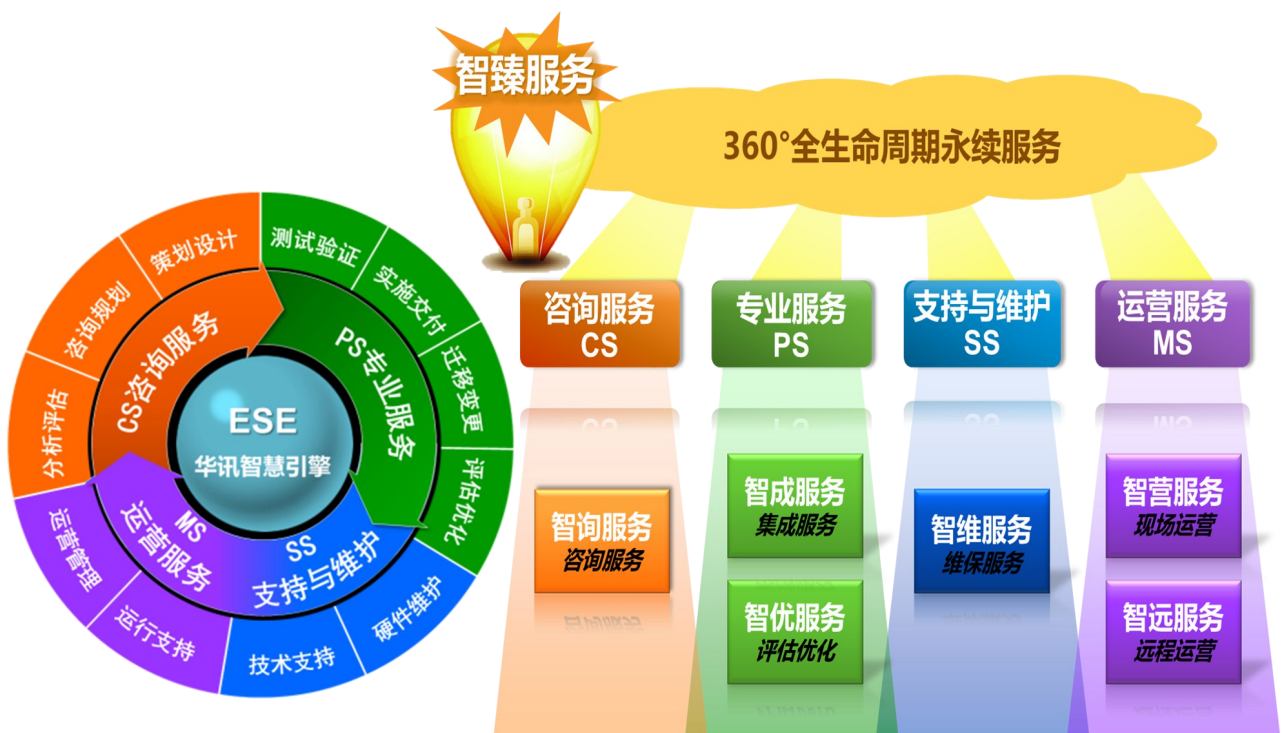 智臻服务
360°全生命周期永续服务
策划设计
测试验证
实施交付
咨询规划
迁移变更
分析评估
评估优化
运营管理
运行支持
技术支持
硬件维护
CS咨询服务
PS专业服务
MS
运营服务
SS
支持与维护
ESE
华讯智慧引擎
咨询服务
CS
专业服务
PS
支持与维护
SS
运营服务
MS
智询服务
咨询服务
智成服务
集成服务
智优服务
评估优化
智维服务
维保服务
智营服务
现场运营
智远服务
远程运营